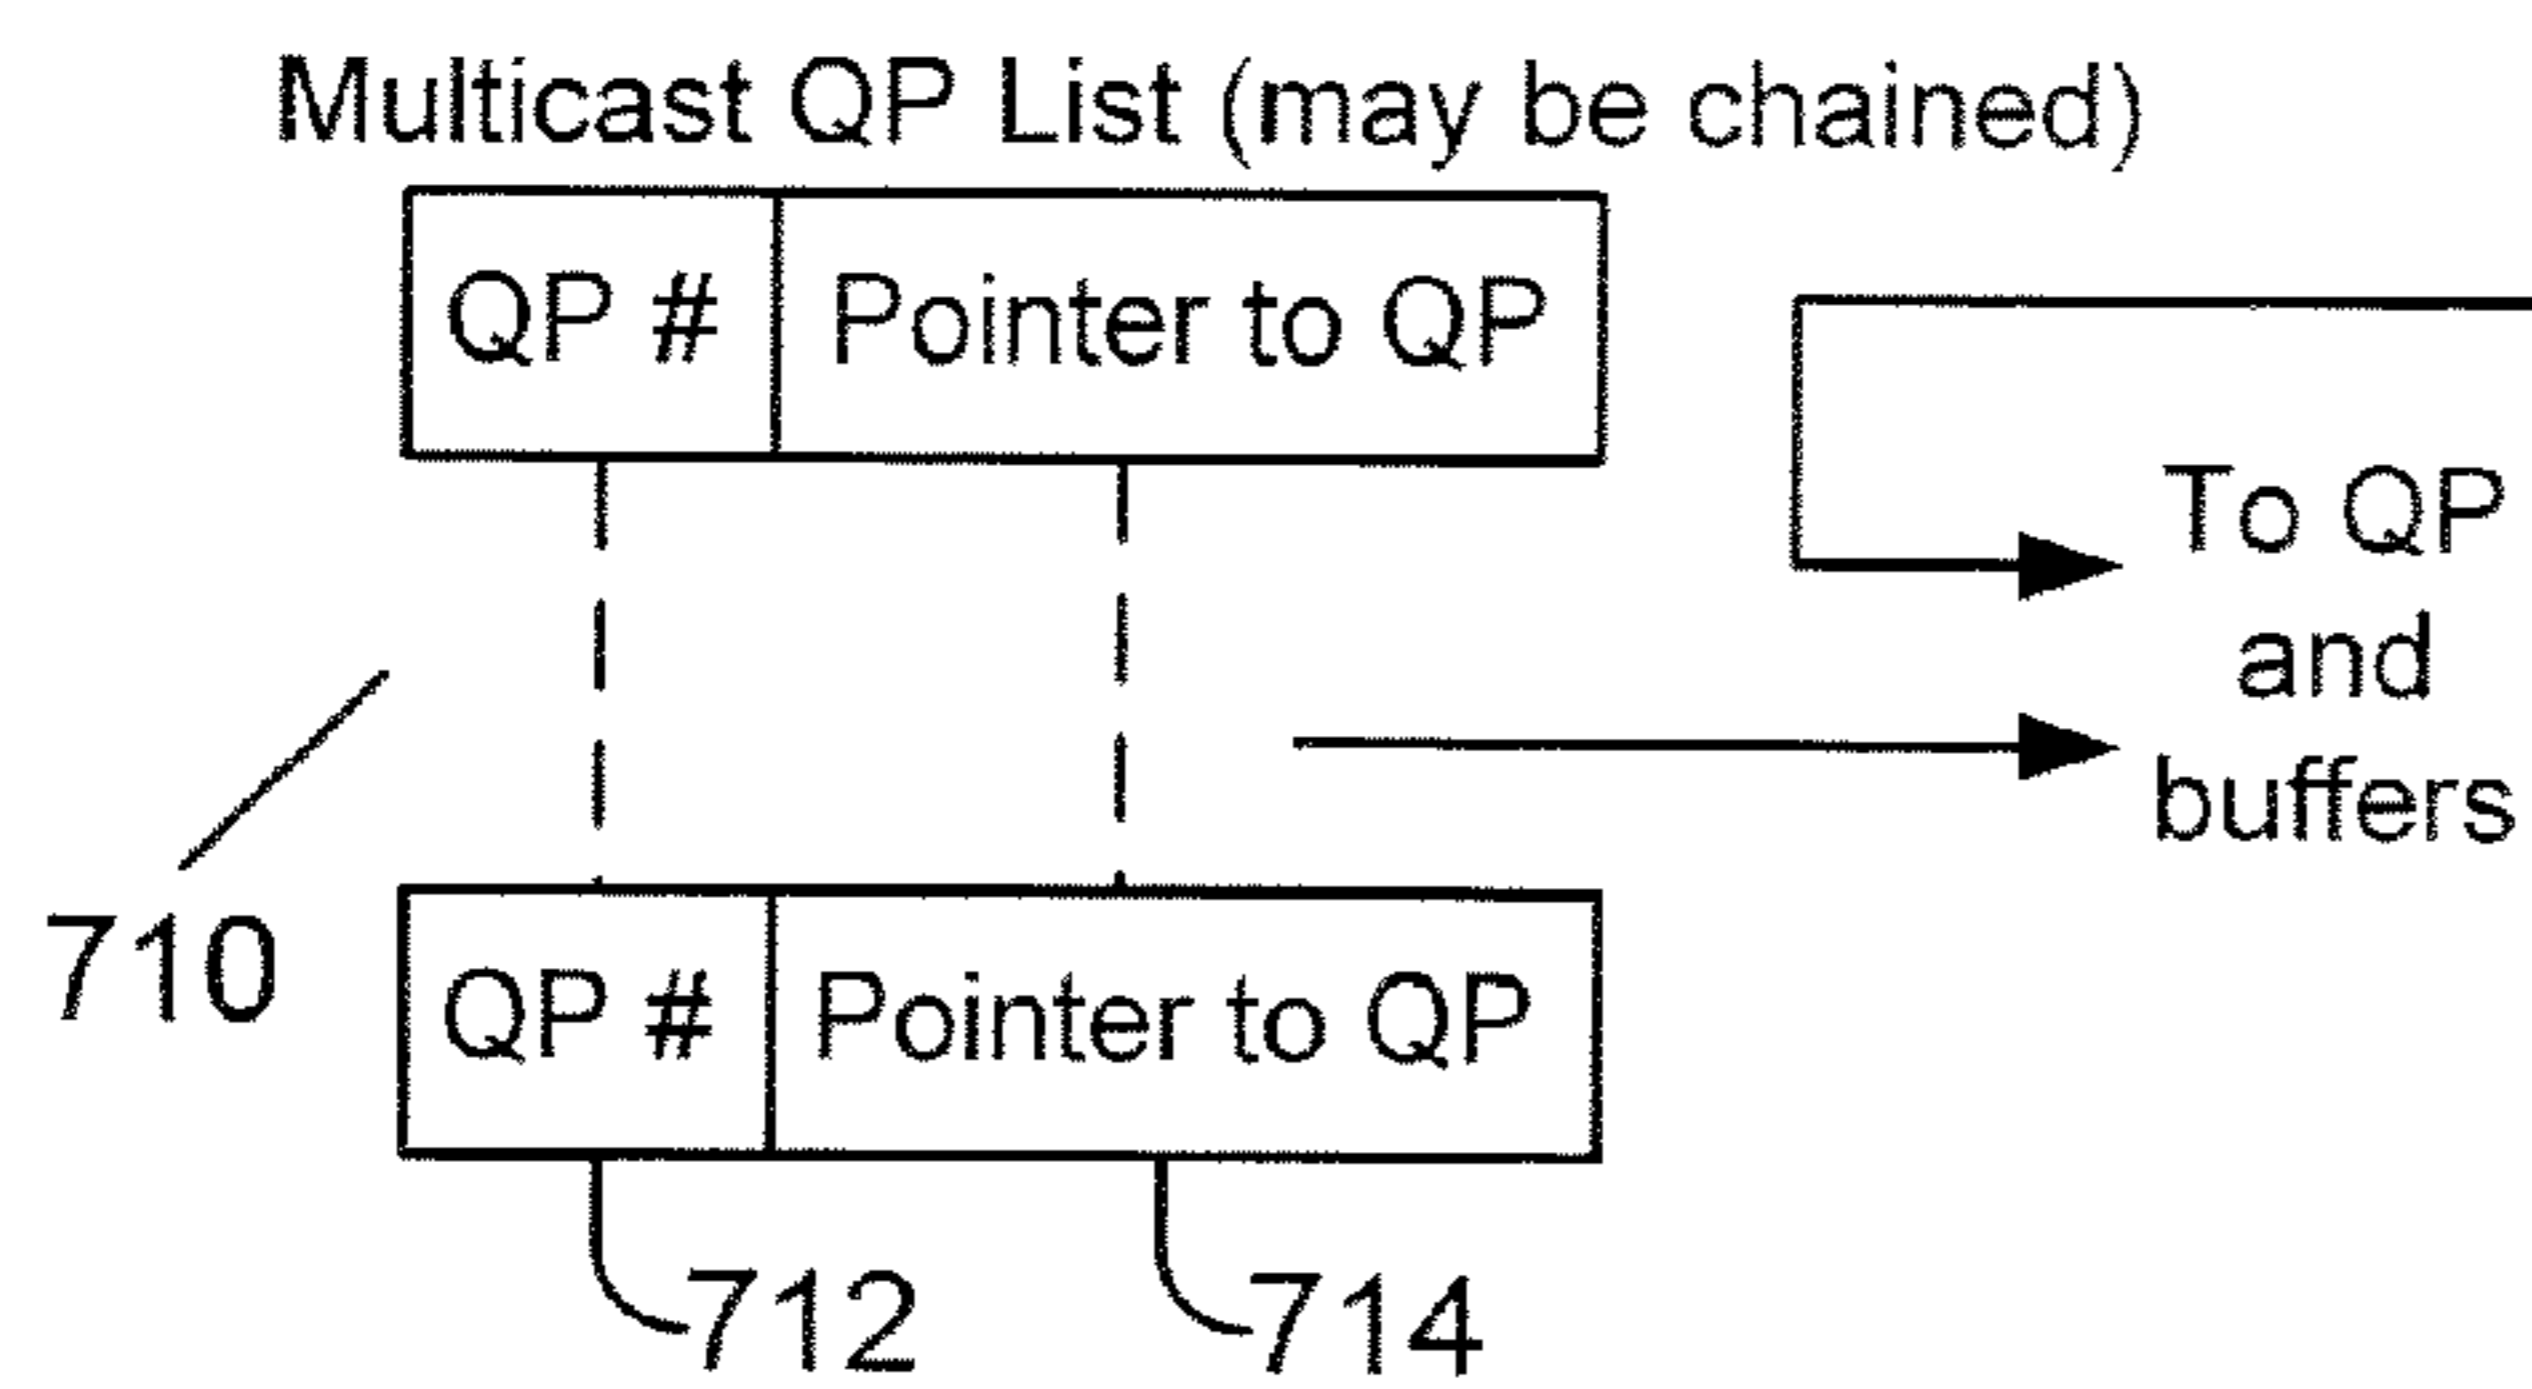 Multicast QP List (may be chained)
QP # Pointer to QP
To QP
and
buffers
710
QP # Pointer to QP
712 714